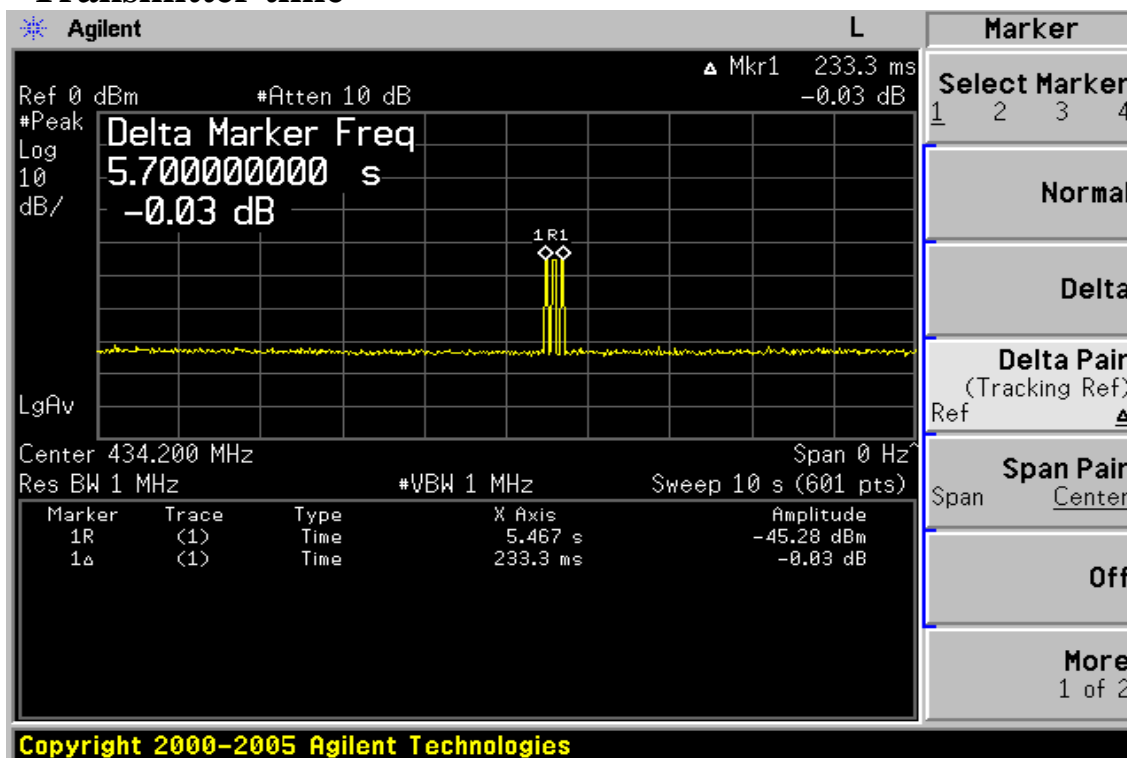 Transmitter time
Agilent L Marker
Δ Mkr1 233.3 ms
Ref 0 dBm #Atten 10 dB -0.03 dB
#Peak
Log
10
dB/
Delta Marker Freq
5.700000000 s
-0.03 dB
1R1
LgAv
Center 434.200 MHz Span 0 Hz^
Res BW 1 MHz #VBW 1 MHz Sweep 10 s (601 pts)
Marker Trace Type X Axis Amplitude
1R (1) Time 5.467 s -45.28 dBm
1Δ (1) Time 233.3 ms -0.03 dB
Select Marker
1 2 3 4
Normal
Delta
Delta Pair
(Tracking Ref)
Ref Δ
Span Pair
Span Center
Off
More
1 of 2
Copyright 2000-2005 Agilent Technologies